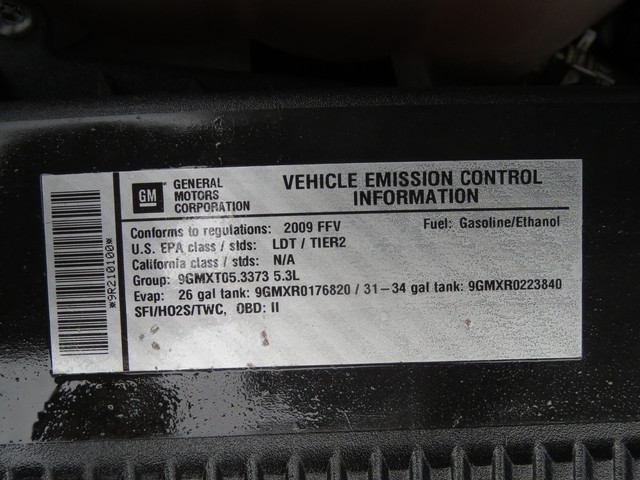 *9R210100*
GM
GENERAL
MOTORS
CORPORATION
VEHICLE EMISSION CONTROL
INFORMATION
Conforms to regulations: 2009 FFV Fuel: Gasoline/Ethanol
U.S. EPA class / stds: LDT / TIER2
California class / stds: N/A
Group: 9GMXT05.3373 5.3L
Evap: 26 gal tank: 9GMXR0176820 / 31-34 gal tank: 9GMXR0223840
SFI/HO2S/TWC, OBD: II